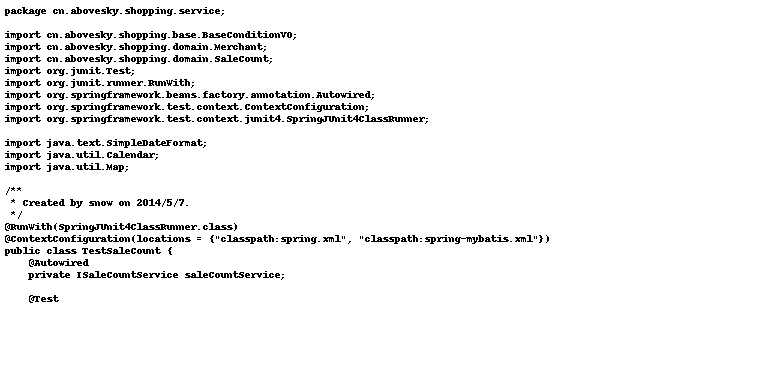 package cn.abovesky.shopping.service;

import cn.abovesky.shopping.base.BaseConditionVO;
import cn.abovesky.shopping.domain.Merchant;
import cn.abovesky.shopping.domain.SaleCount;
import org.junit.Test;
import org.junit.runner.RunWith;
import org.springframework.beans.factory.annotation.Autowired;
import org.springframework.test.context.ContextConfiguration;
import org.springframework.test.context.junit4.SpringJUnit4ClassRunner;

import java.text.SimpleDateFormat;
import java.util.Calendar;
import java.util.Map;

/**
 * Created by snow on 2014/5/7.
 */
@RunWith(SpringJUnit4ClassRunner.class)
@ContextConfiguration(locations = {"classpath:spring.xml", "classpath:spring-mybatis.xml"})
public class TestSaleCount {
    @Autowired
    private ISaleCountService saleCountService;

    @Test